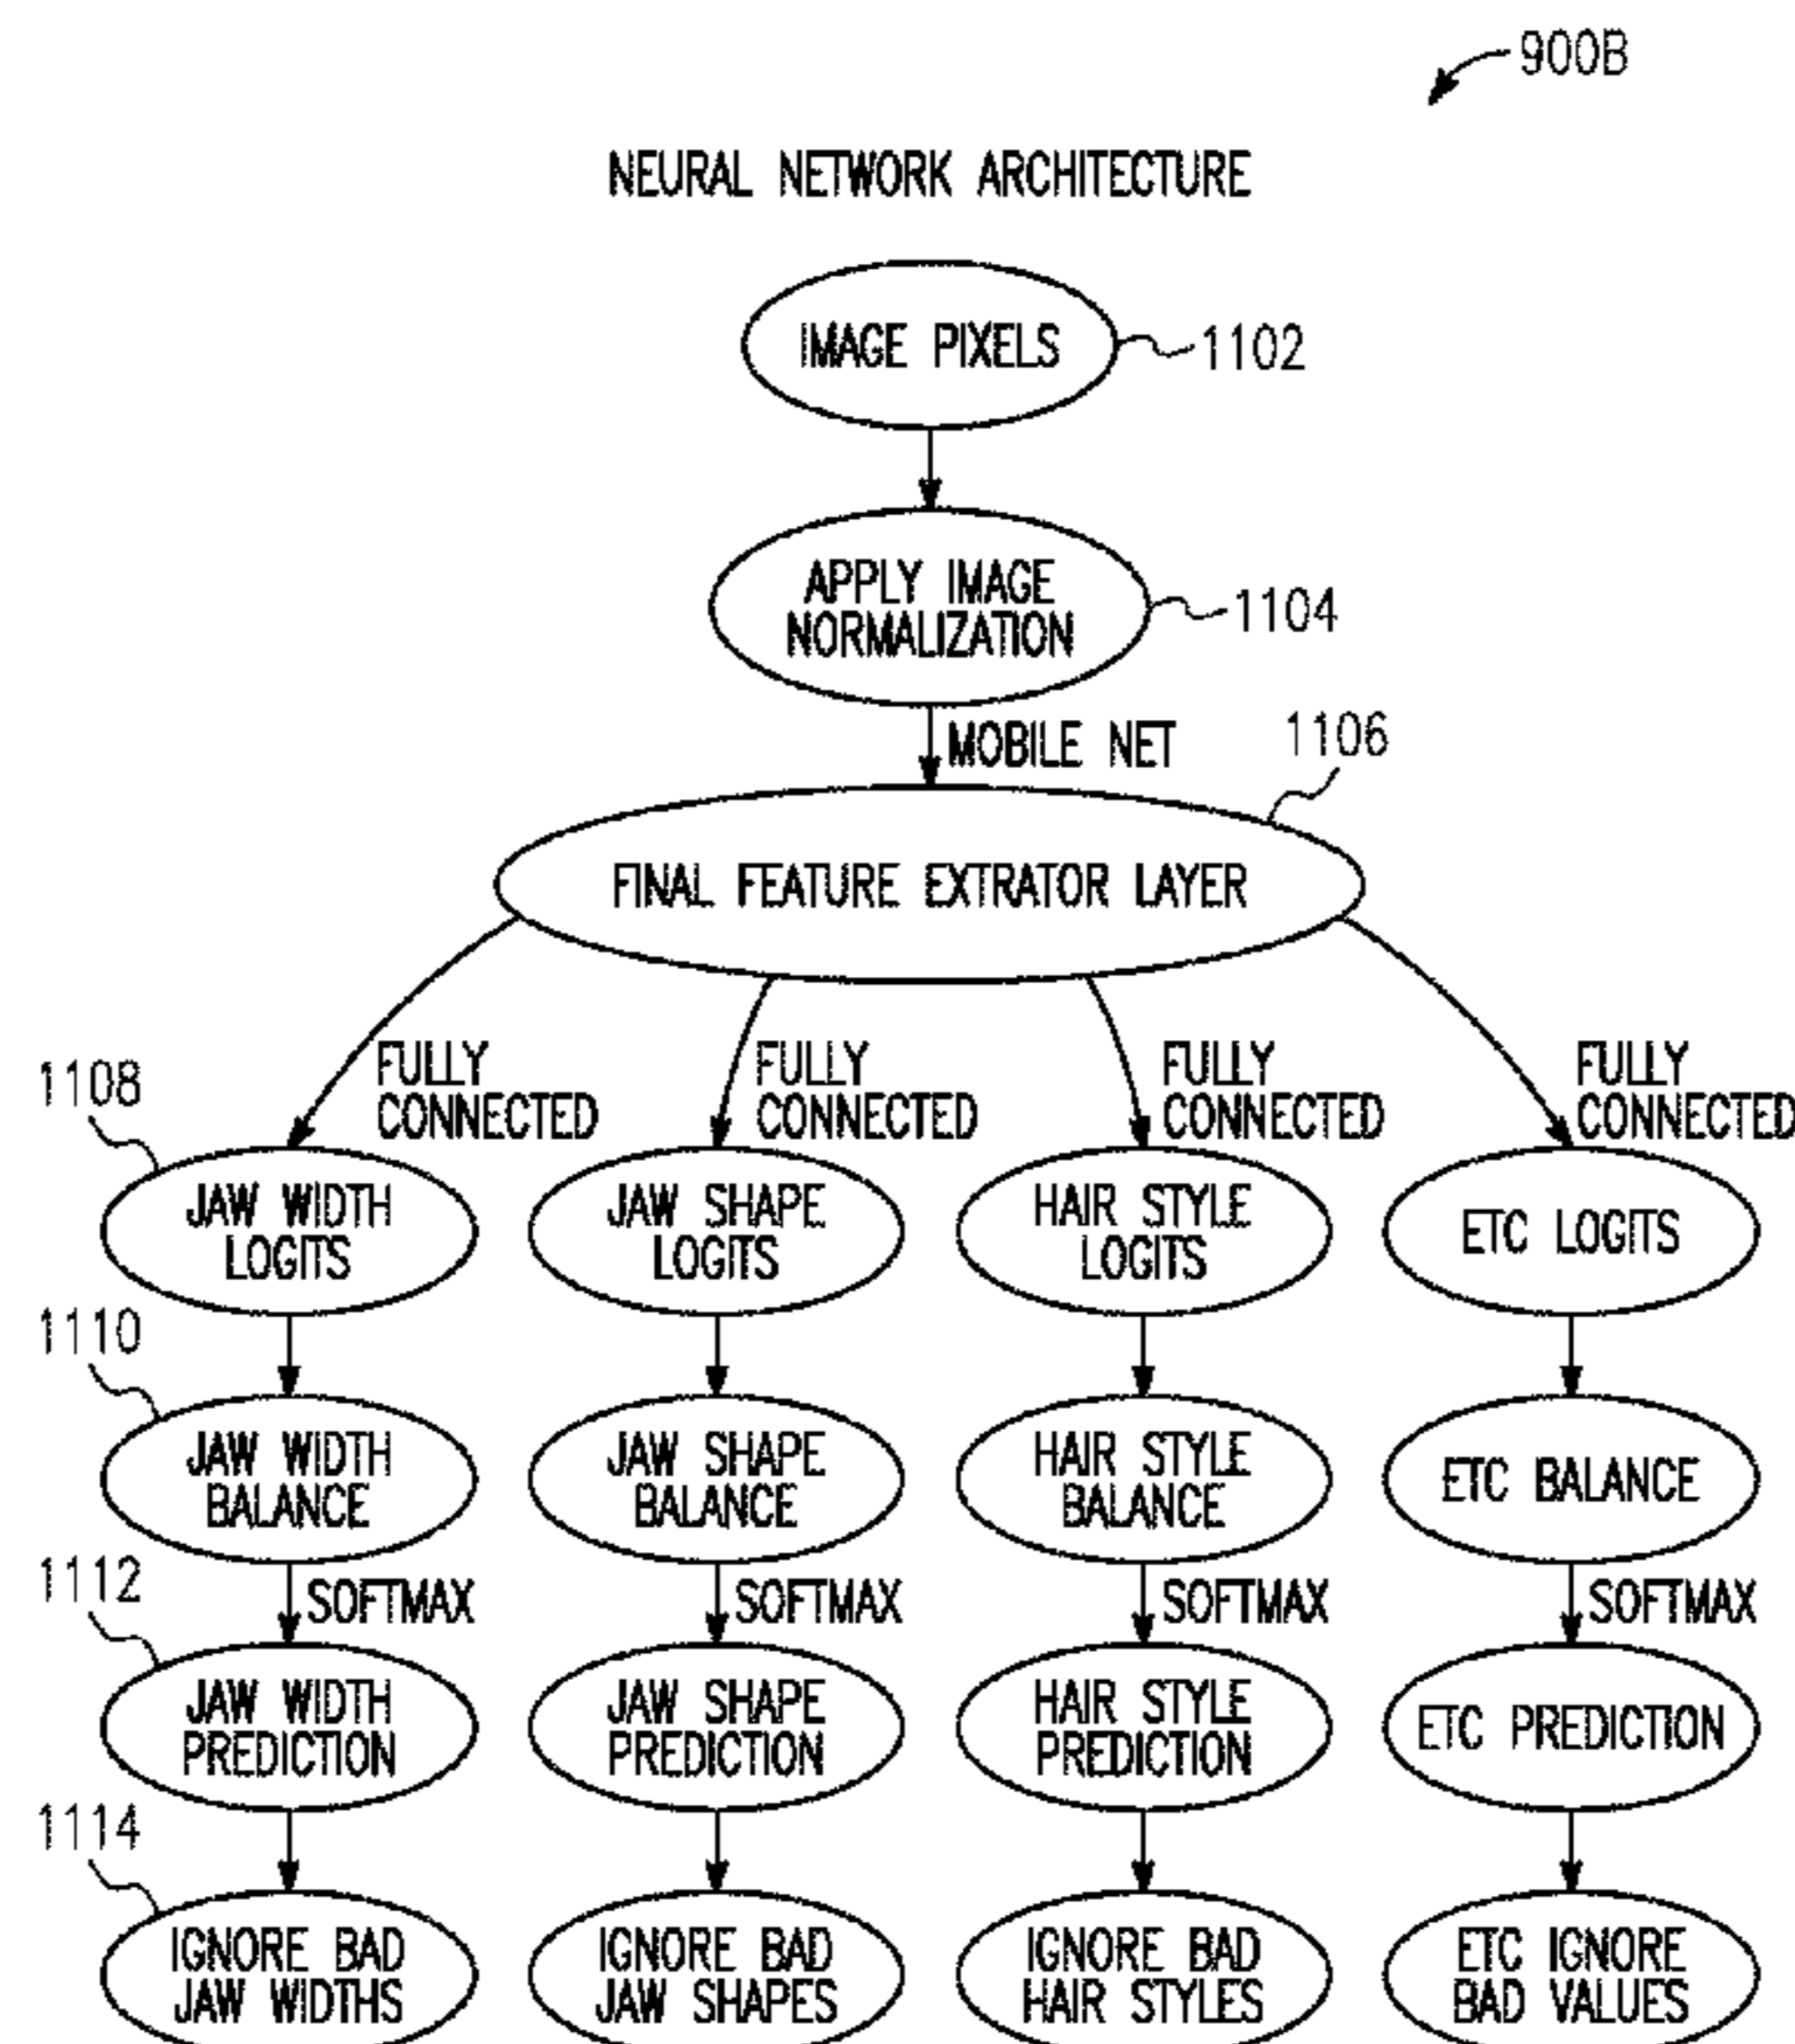 900B
NEURAL NETWORK ARCHITECTURE
IMAGE PIXELS
1102
APPLY IMAGE
NORMALIZATION
1104
MOBILE NET
1106
FINAL FEATURE EXTRATOR LAYER
FULLY
CONNECTED
FULLY
CONNECTED
FULLY
CONNECTED
FULLY
CONNECTED
1108
JAW WIDTH
LOGITS
JAW SHAPE
LOGITS
HAIR STYLE
LOGITS
ETC LOGITS
1110
JAW WIDTH
BALANCE
JAW SHAPE
BALANCE
HAIR STYLE
BALANCE
ETC BALANCE
1112
SOFTMAX
SOFTMAX
SOFTMAX
SOFTMAX
JAW WIDTH
PREDICTION
JAW SHAPE
PREDICTION
HAIR STYLE
PREDICTION
ETC PREDICTION
1114
IGNORE BAD
JAW WIDTHS
IGNORE BAD
JAW SHAPES
IGNORE BAD
HAIR STYLES
ETC IGNORE
BAD VALUES